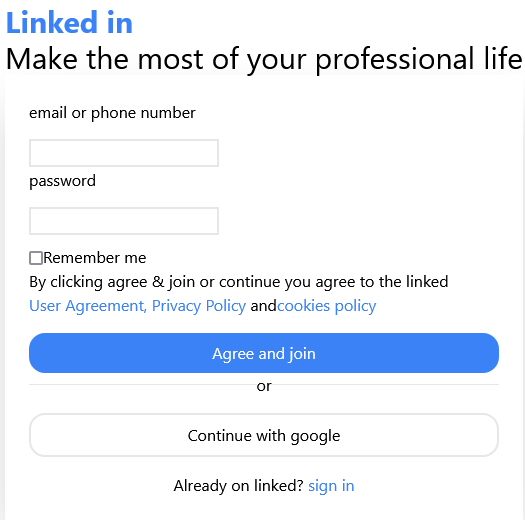 Linked in
Make the most of your professional life
email or phone number
password
Remember me
By clicking agree & join or continue you agree to the linked
User Agreement, Privacy Policy andcookies policy
Agree and join
or
Continue with google
Already on linked? sign in